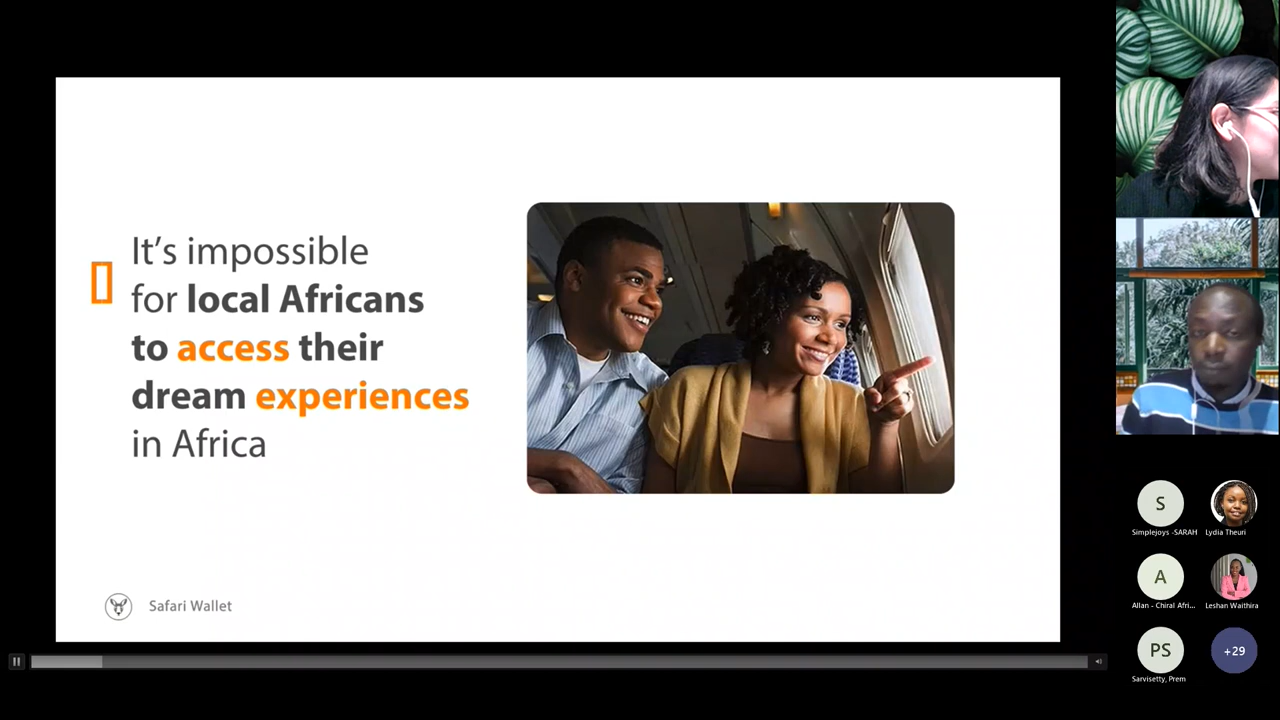 It's impossible
for local Africans
to access their
dream experiences
in Africa
Safari Wallet
S
Simplejoys -SARAH
Lydia Theuri
A
Allan - Chiral Afri...
Leshan Waithira
PS
+29
Sarvisetty, Prem